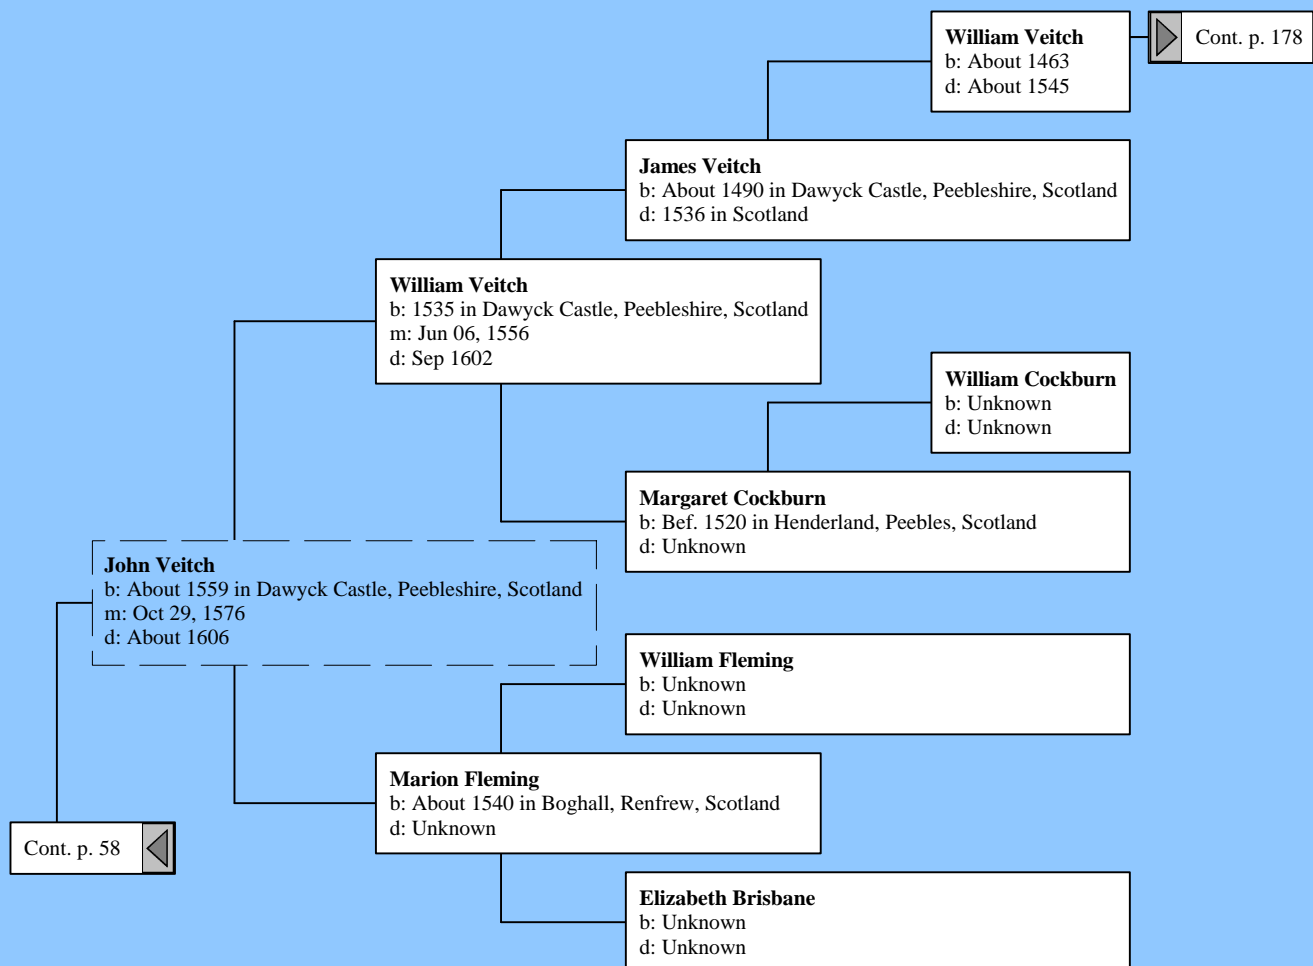 William Veitch
b: About 1463
d: About 1545
Cont. p. 178
James Veitch
b: About 1490 in Dawyck Castle, Peebleshire, Scotland
d: 1536 in Scotland
William Veitch
b: 1535 in Dawyck Castle, Peebleshire, Scotland
m: Jun 06, 1556
d: Sep 1602
William Cockburn
b: Unknown
d: Unknown
Margaret Cockburn
b: Bef. 1520 in Henderland, Peebles, Scotland
d: Unknown
John Veitch
b: About 1559 in Dawyck Castle, Peebleshire, Scotland
m: Oct 29, 1576
d: About 1606
William Fleming
b: Unknown
d: Unknown
Marion Fleming
b: About 1540 in Boghall, Renfrew, Scotland
d: Unknown
Cont. p. 58
Elizabeth Brisbane
b: Unknown
d: Unknown